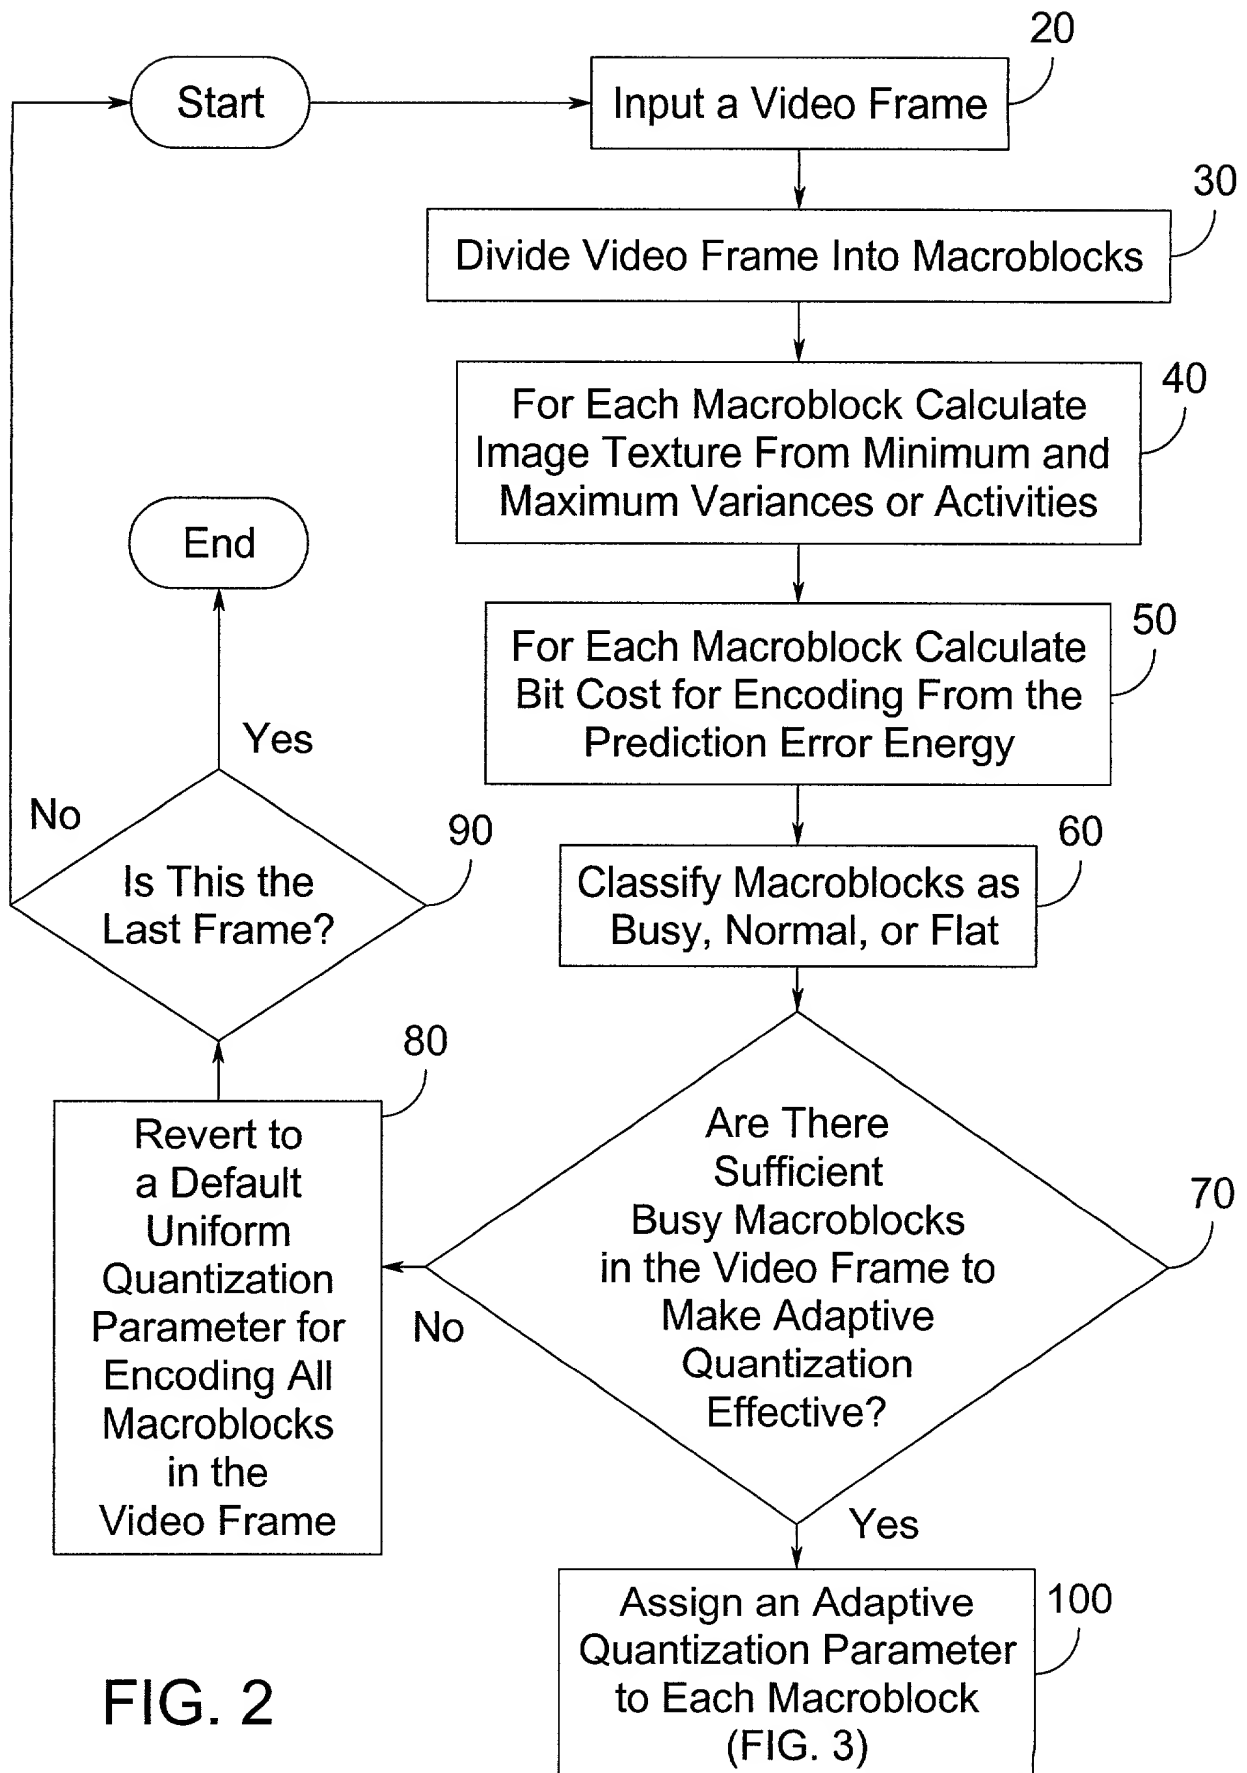 20
Start
Input a Video Frame
30
Divide Video Frame Into Macroblocks
40
For Each Macroblock Calculate
Image Texture From Minimum and
Maximum Variances or Activities
End
50
For Each Macroblock Calculate
Bit Cost for Encoding From the
Prediction Error Energy
Yes
No
90
Is This the
Last Frame?
60
Classify Macroblocks as
Busy, Normal, or Flat
80
Revert to
a Default
Uniform
Quantization
Parameter for
Encoding All
Macroblocks
in the
Video Frame
70
Are There
Sufficient
Busy Macroblocks
in the Video Frame to
Make Adaptive
Quantization
Effective?
No
Yes
100
Assign an Adaptive
Quantization Parameter
to Each Macroblock
(FIG. 3)
FIG. 2